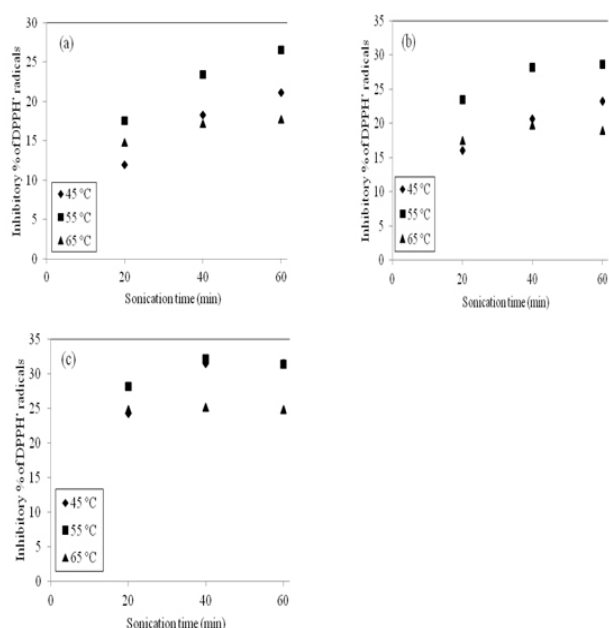 (a)
Inhibitory % of DPPH• radicals
30
25
20
15
10
5
0
45 °C
55 °C
65 °C
0 20 40 60
Sonication time (min)
(b)
Inhibitory % of DPPH• radicals
35
30
25
20
15
10
5
0
45 °C
55 °C
65 °C
0 20 40 60
Sonication time (min)
(c)
Inhibitory % of DPPH• radicals
35
30
25
20
15
10
5
0
45 °C
55 °C
65 °C
0 20 40 60
Sonication time (min)